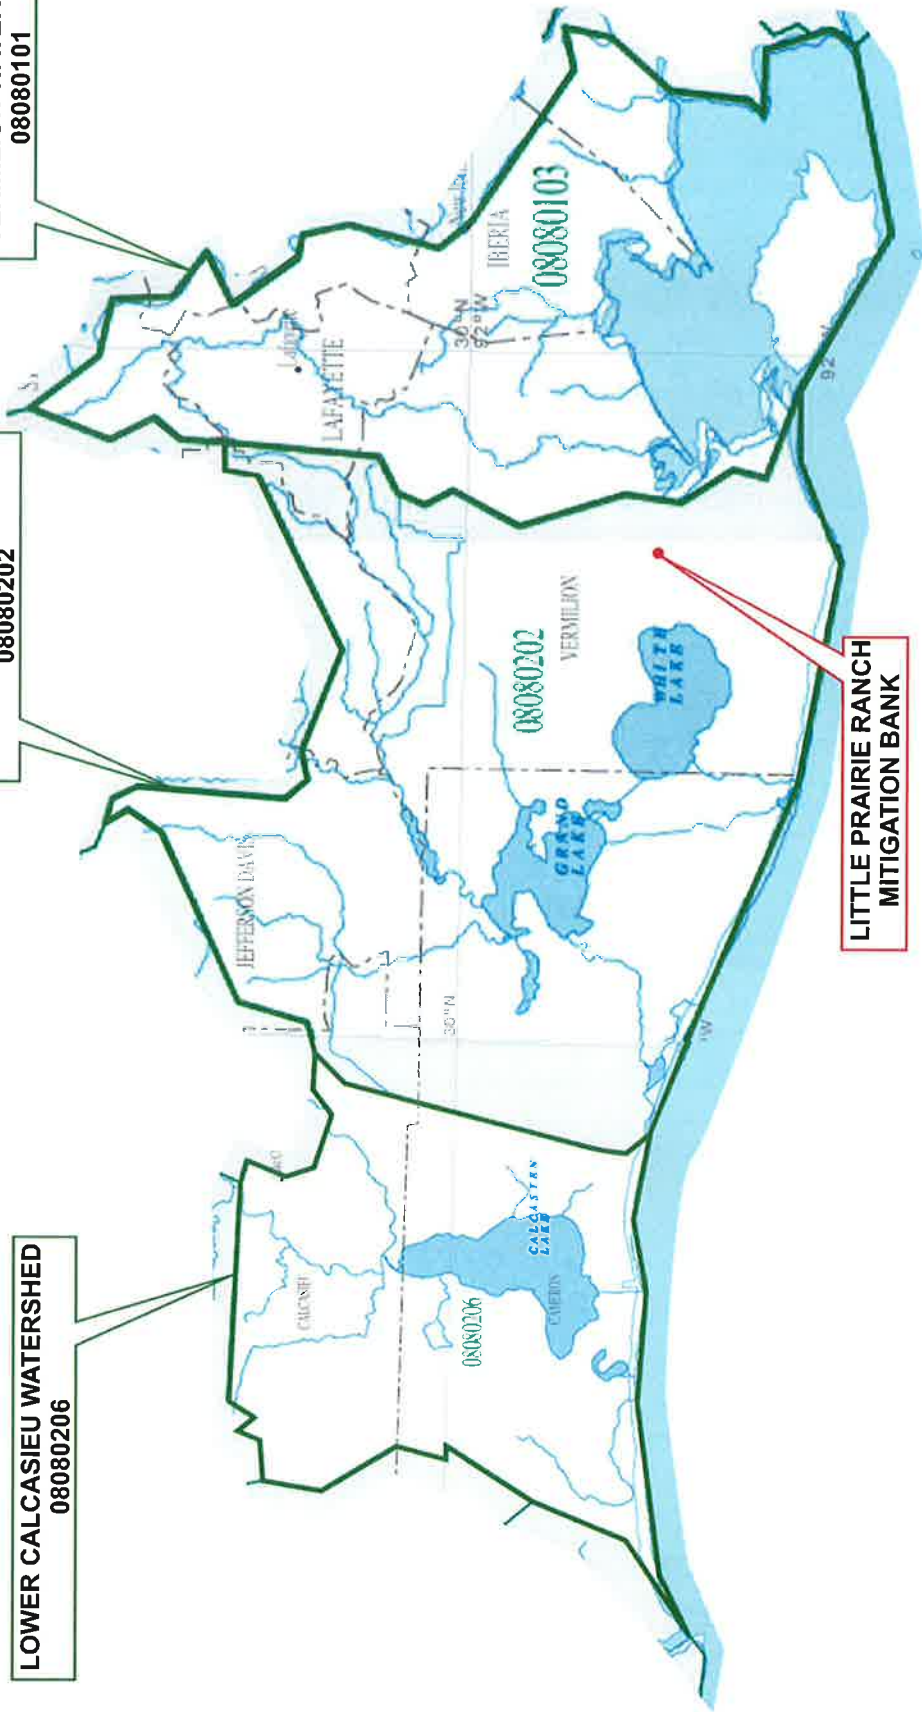 LOWER CALCASIEU WATERSHED
08080206
08080202
08080101
JEFFERSON DAVIS
LAFAYETTE
Lafayette
IBERIA
08080103
30°N
92°W
30°N
CALCASIEU
08080206
CALCASIEU
LAKE
CAMERON
GRAND
LAKE
08080202
VERMILION
WHITE
LAKE
LITTLE PRAIRIE RANCH
MITIGATION BANK
92
°W